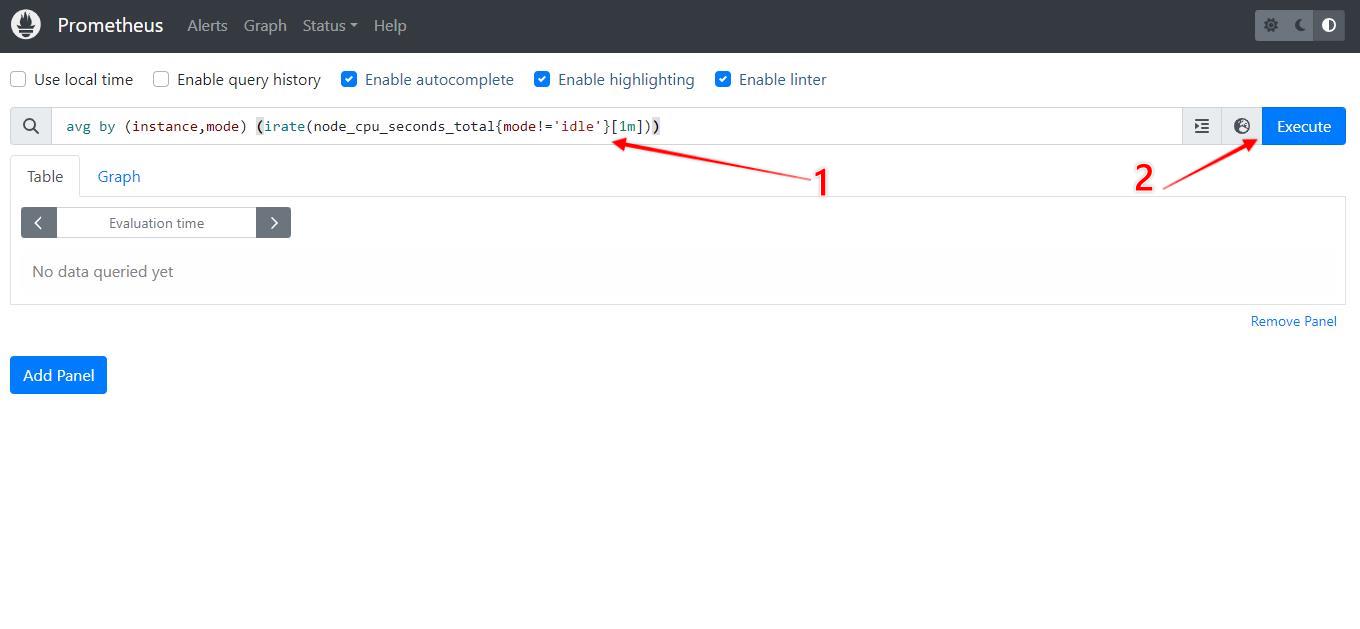 Prometheus Alerts Graph Status Help
Use local time Enable query history Enable autocomplete Enable highlighting Enable linter
avg by (instance,mode) (irate(node_cpu_seconds_total{mode!='idle'}[1m])) Execute
1
2
Table Graph
Evaluation time
No data queried yet
Remove Panel
Add Panel